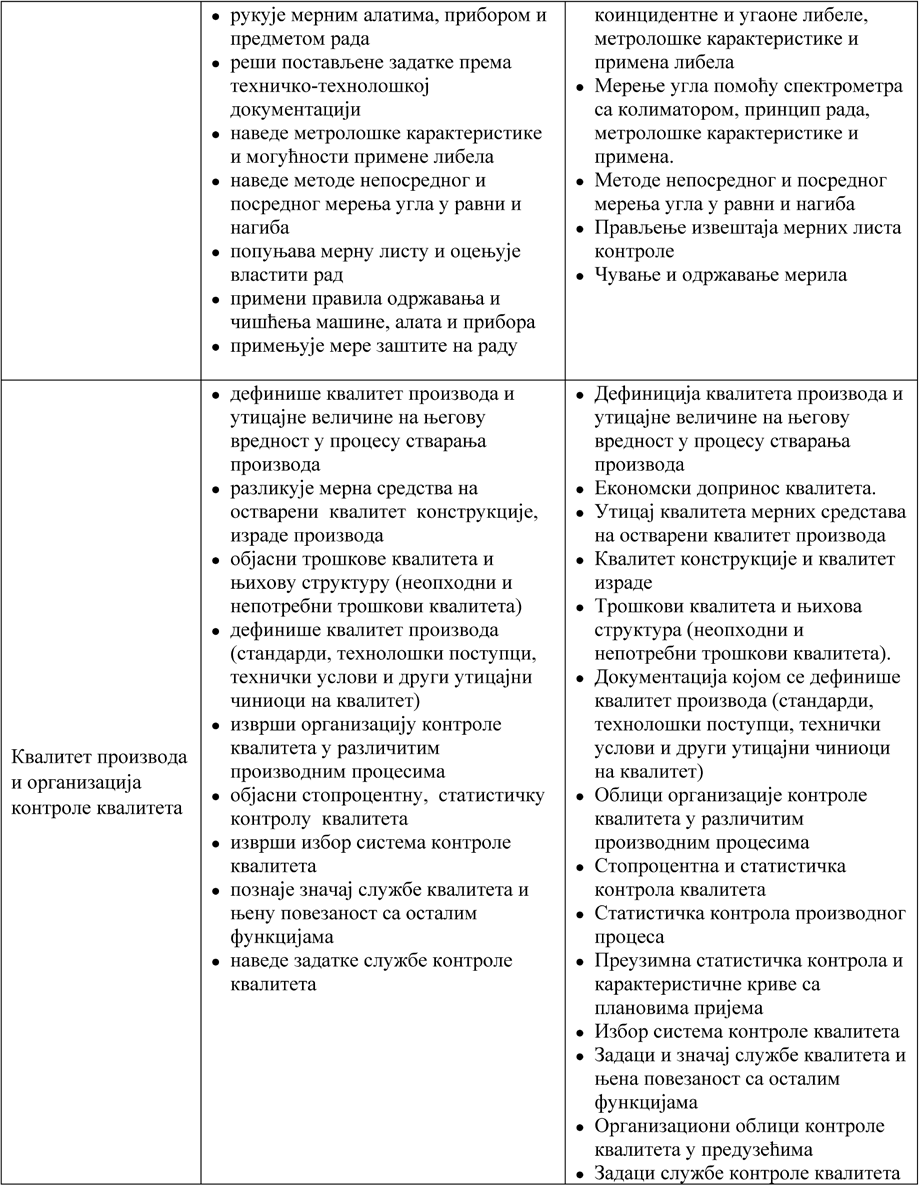 • рукује мерним алатима, прибором и
предметом рада
• реши постављене задатке према
техничко-технолошкој
документацији
• наведе метролошке карактеристике
и могућности примене либела
• наведе методе непосредног и
посредног мерења угла у равни и
нагиба
• попуњава мерну листу и оцењује
властити рад
• примени правила одржавања и
чишћења машине, алата и прибора
• примењује мере заштите на раду
коинцидентне и угаоне либеле,
метролошке карактеристике и
примена либела
• Мерење угла помоћу спектрометра
са колиматором, принцип рада,
метролошке карактеристике и
примена.
• Методе непосредног и посредног
мерења угла у равни и нагиба
• Прављење извештаја мерних листа
контроле
• Чување и одржавање мерила
Квалитет производа
и организација
контроле квалитета
• дефинише квалитет производа и
утицајне величине на његову
вредност у процесу стварања
производа
• разликује мерна средства на
остварени квалитет конструкције,
израде производа
• објасни трошкове квалитета и
њихову структуру (неопходни и
непотребни трошкови квалитета)
• дефинише квалитет производа
(стандарди, технолошки поступци,
технички услови и други утицајни
чиниоци на квалитет)
• изврши организацију контроле
квалитета у различитим
производним процесима
• објасни стопроцентну, статистичку
контролу квалитета
• изврши избор система контроле
квалитета
• познаје значај службе квалитета и
њену повезаност са осталим
функцијама
• наведе задатке службе контроле
квалитета
• Дефиниција квалитета производа и
утицајне величине на његову
вредност у процесу стварања
производа
• Економски допринос квалитета.
• Утицај квалитета мерних средстава
на остварени квалитет производа
• Квалитет конструкције и квалитет
израде
• Трошкови квалитета и њихова
структура (неопходни и
непотребни трошкови квалитета).
• Документација којом се дефинише
квалитет производа (стандарди,
технолошки поступци, технички
услови и други утицајни чиниоци
на квалитет)
• Облици организације контроле
квалитета у различитим
производним процесима
• Стопроцентна и статистичка
контрола квалитета
• Статистичка контрола производног
процеса
• Преузимна статистичка контрола и
карактеристичне криве са
плановима пријема
• Избор система контроле квалитета
• Задаци и значај службе квалитета и
њена повезаност са осталим
функцијама
• Организациони облици контроле
квалитета у предузећима
• Задаци службе контроле квалитета